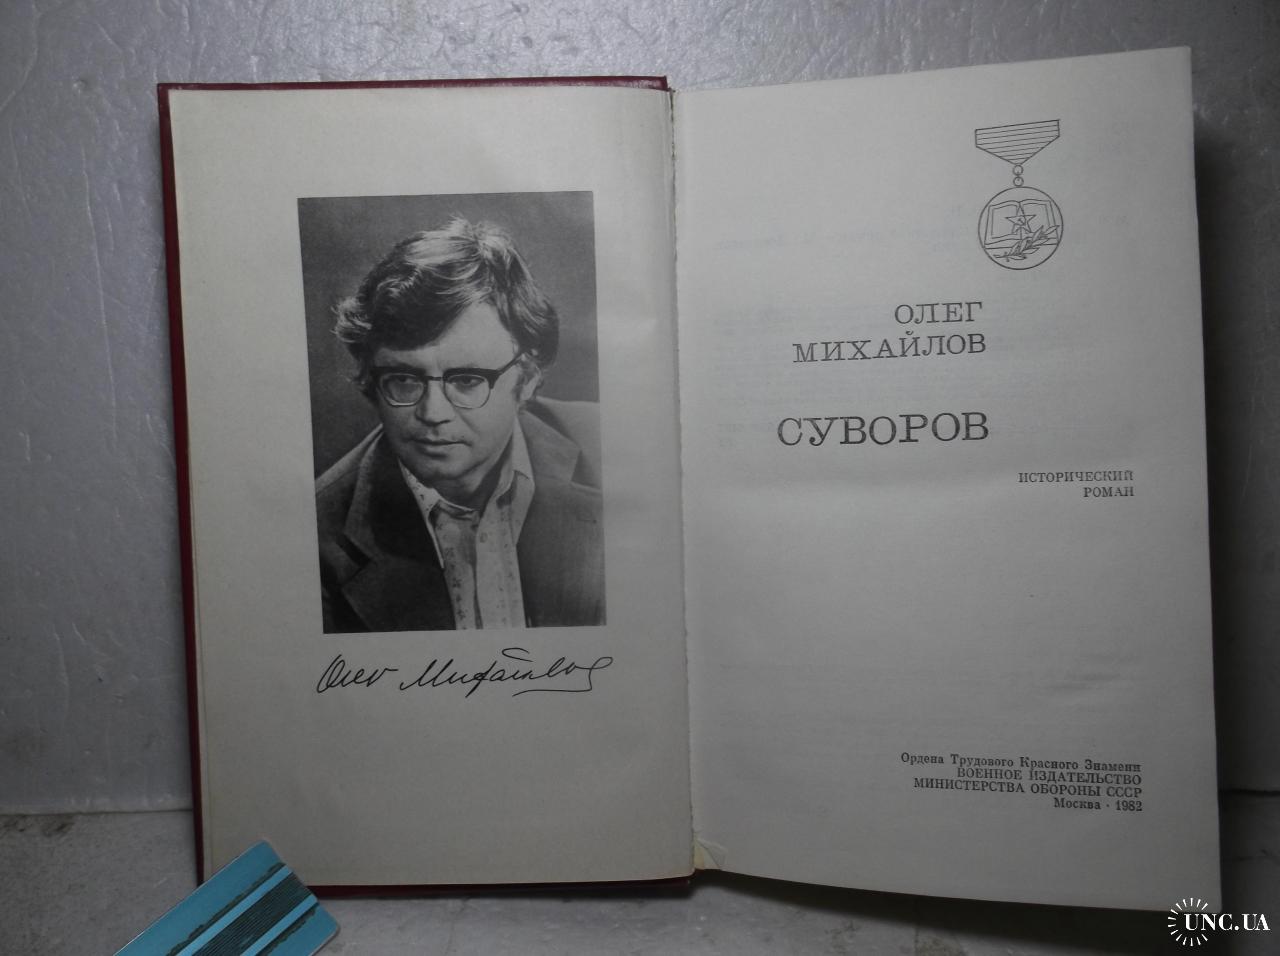 Олег Михайлов
ОЛЕГ
МИХАЙЛОВ
СУВОРОВ
ИСТОРИЧЕСКИЙ
РОМАН
Ордена Трудового Красного Знамени
ВОЕННОЕ ИЗДАТЕЛЬСТВО
МИНИСТЕРСТВА ОБОРОНЫ СССР
Москва · 1982
UNC.UA